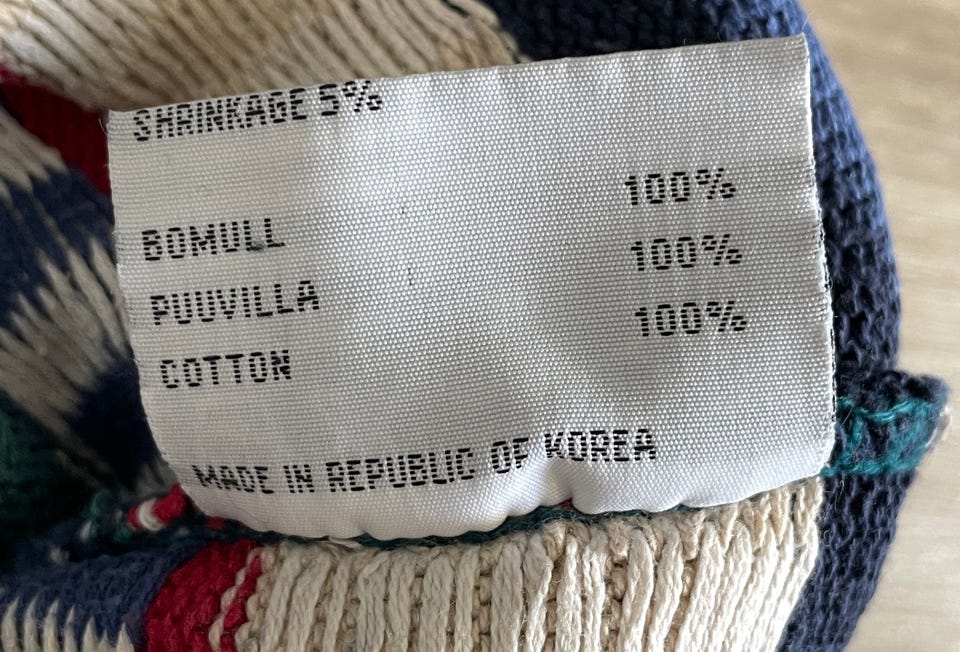 SHRINKAGE 5%
BOMULL 100%
PUUVILLA 100%
COTTON 100%
MADE IN REPUBLIC OF KOREA